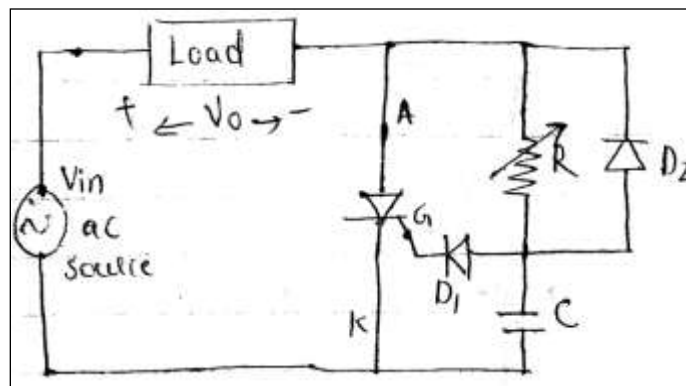 Load
+ ← Vo → -
A
Vin
ac
Source
R
D2
G
D1
K
C